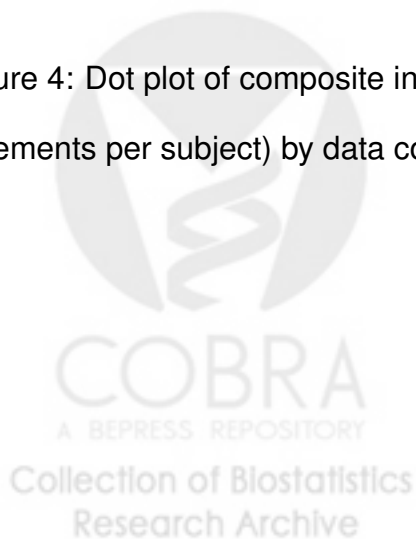 ure 4: Dot plot of composite in
ements per subject) by data co
COBRA
A BEPRESS REPOSITORY
Collection of Biostatistics
Research Archive